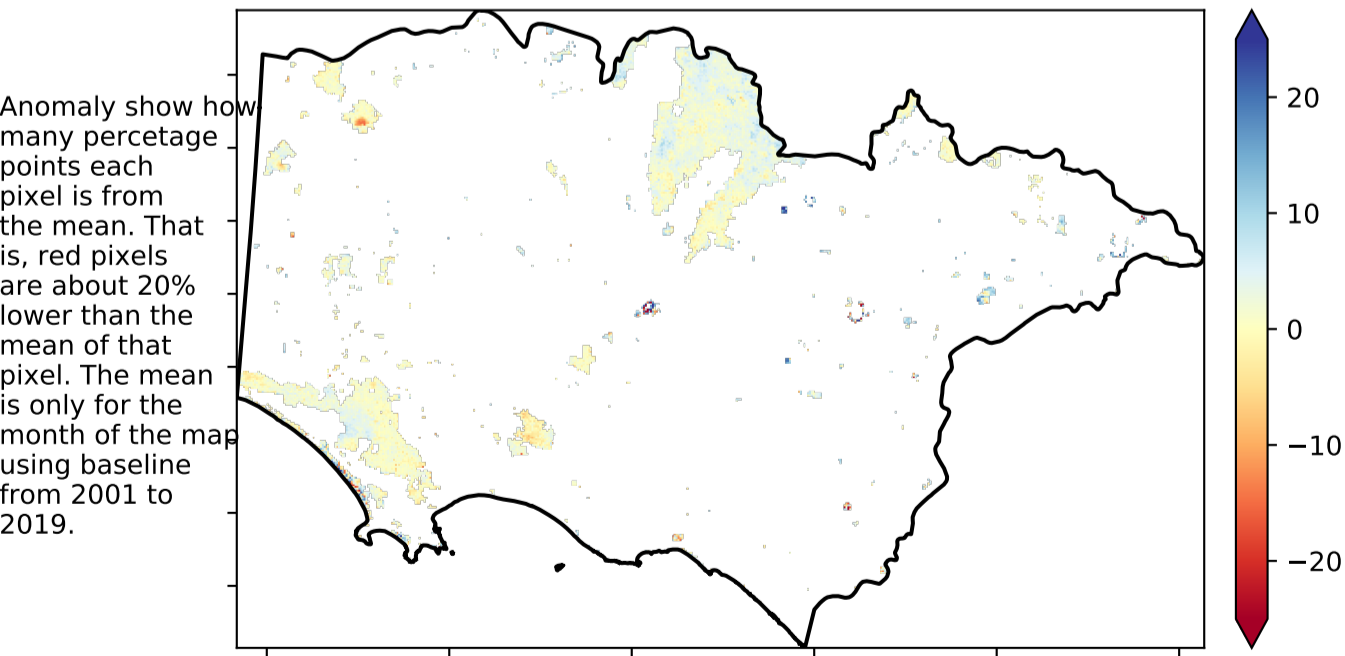 Anomaly show how
many percetage
points each
pixel is from
the mean. That
is, red pixels
are about 20%
lower than the
mean of that
pixel. The mean
is only for the
month of the map
using baseline
from 2001 to
2019.
20
10
0
−10
−20